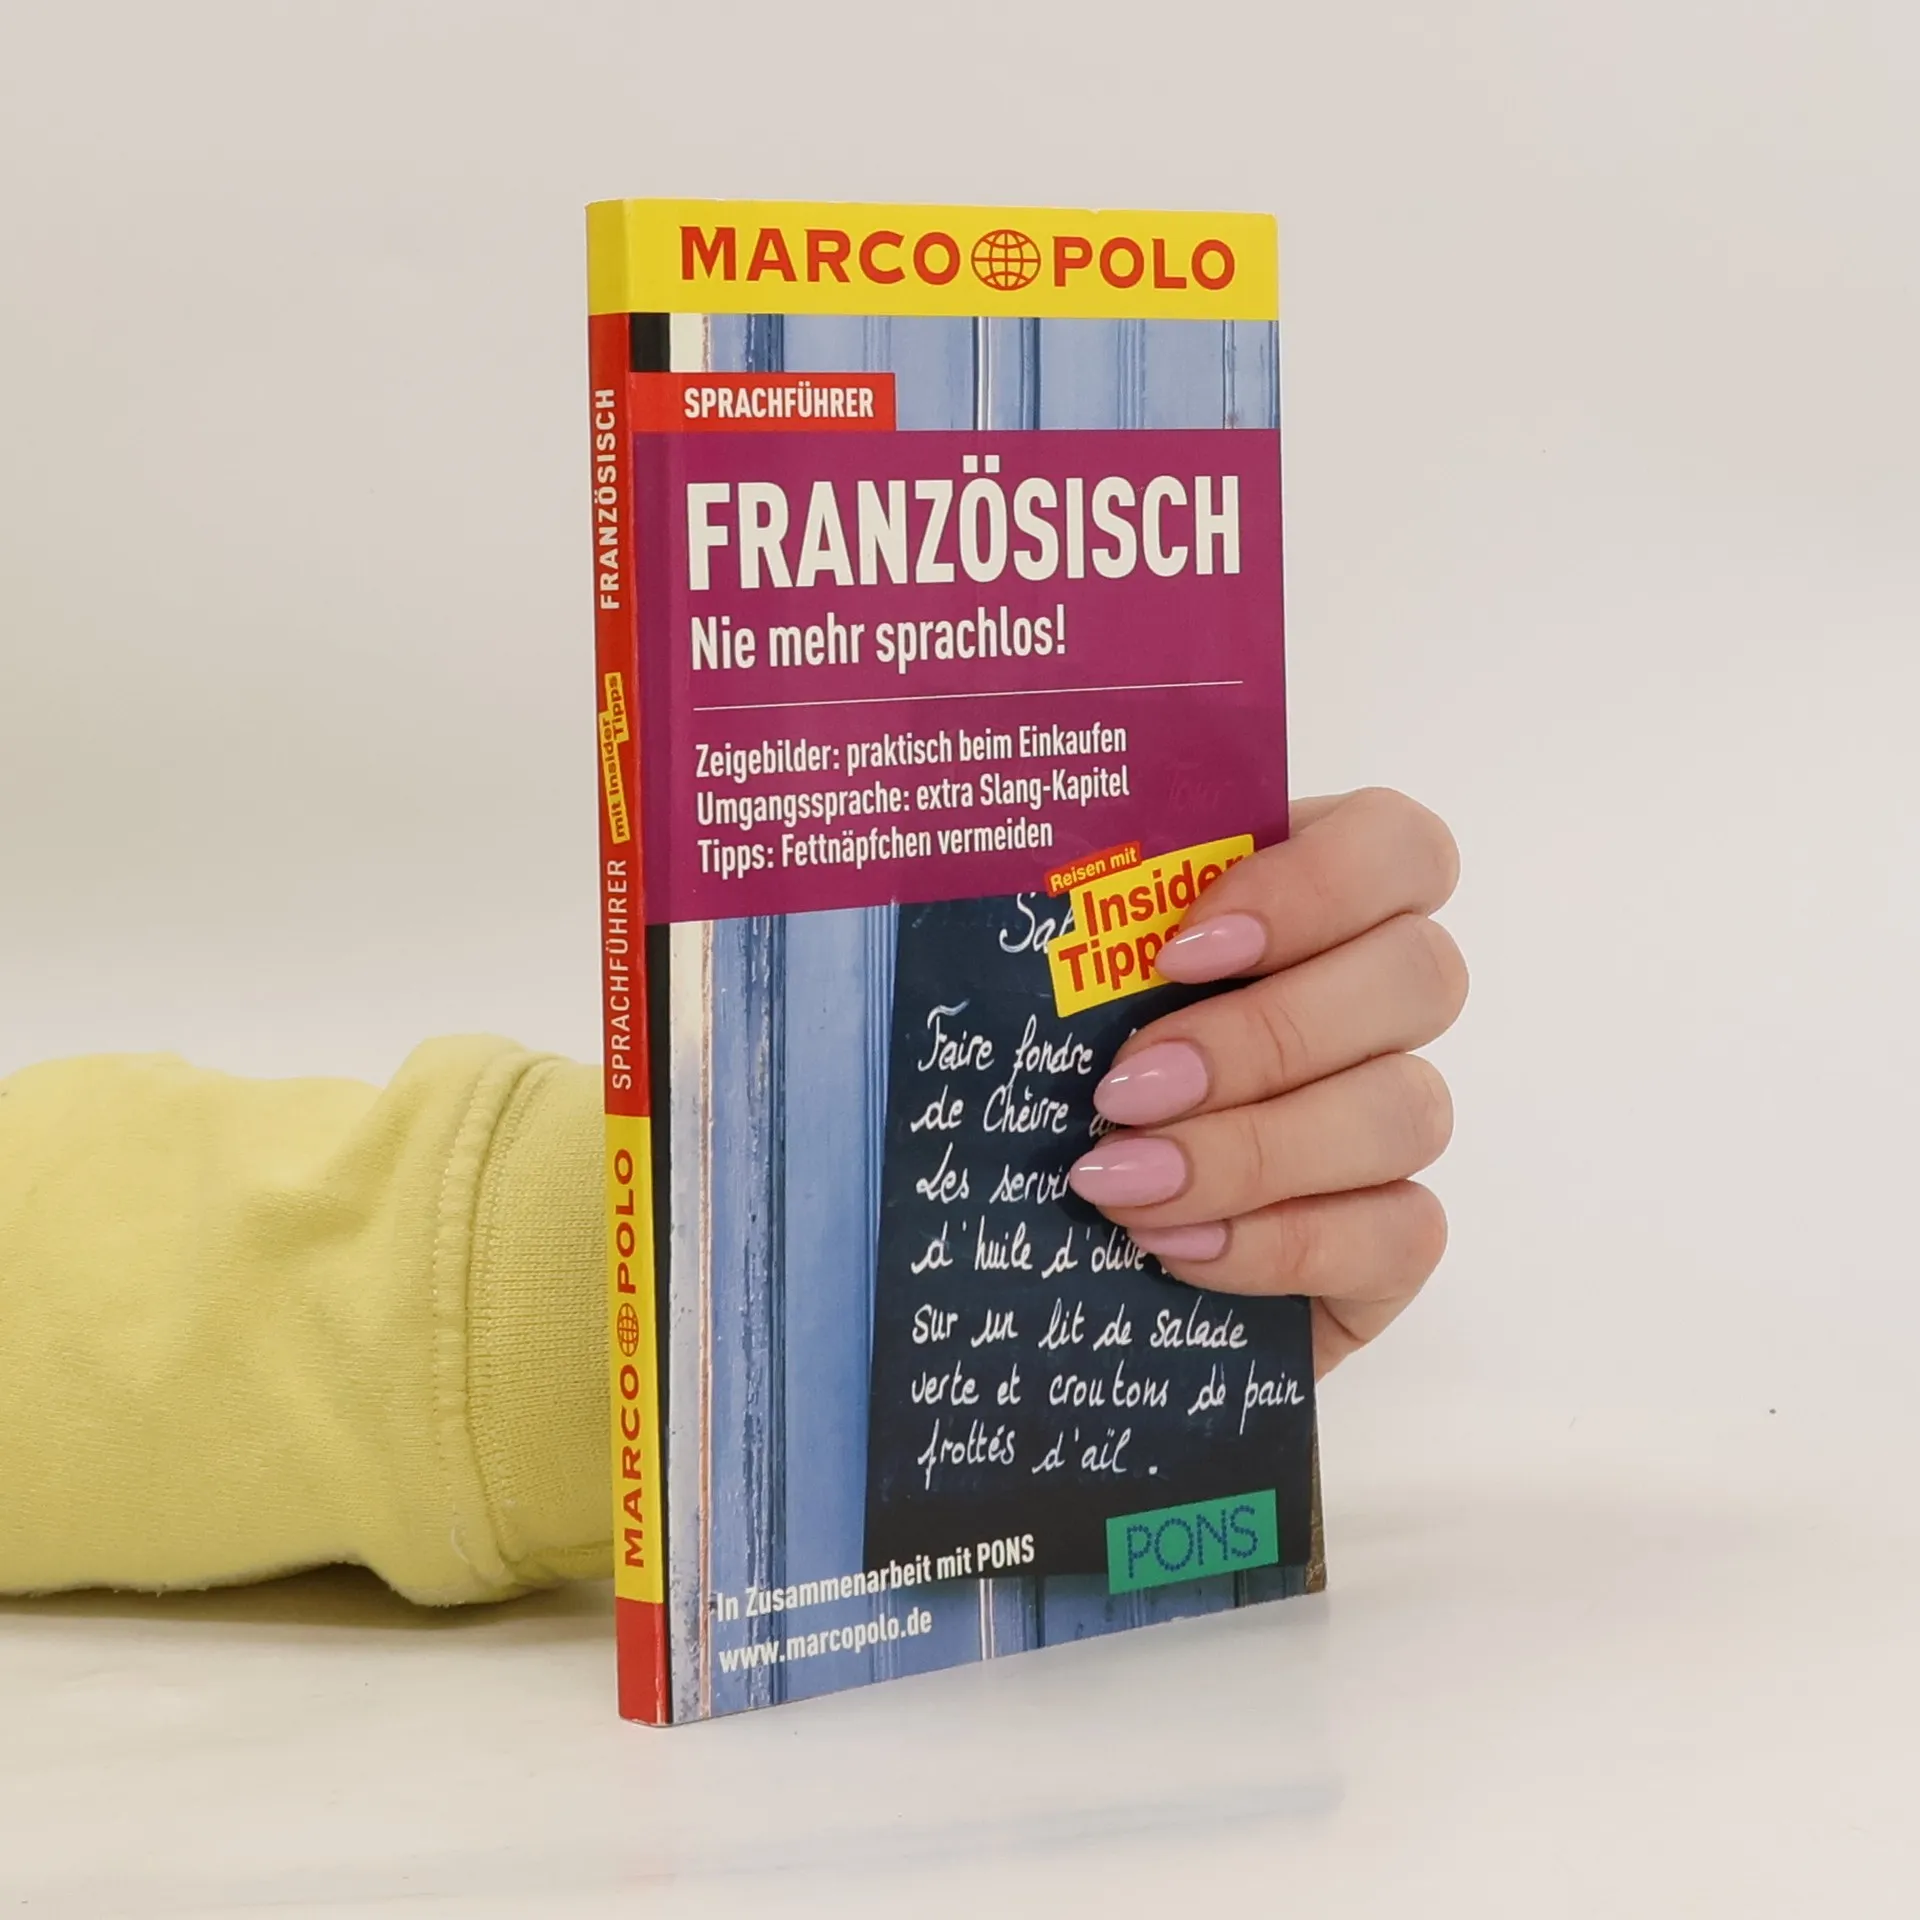 MARCO POLO
SPRACHFÜHRER
FRANZÖSISCH
Nie mehr sprachlos!
Zeigebilder: praktisch beim Einkaufen
Umgangssprache: extra Slang-Kapitel
Tipps: Fettnäpfchen vermeiden
Reisen mit
Insider
Tipps
Faire fondre
de Chèvre
Les servir
d'huile d'olive
sur un lit de salade
verte et croutons de pain
frottés d'aïl.
PONS
In Zusammenarbeit mit PONS
www.marcopolo.de
MARCO POLO SPRACHFÜHRER mit Insider Tipps FRANZÖSISCH